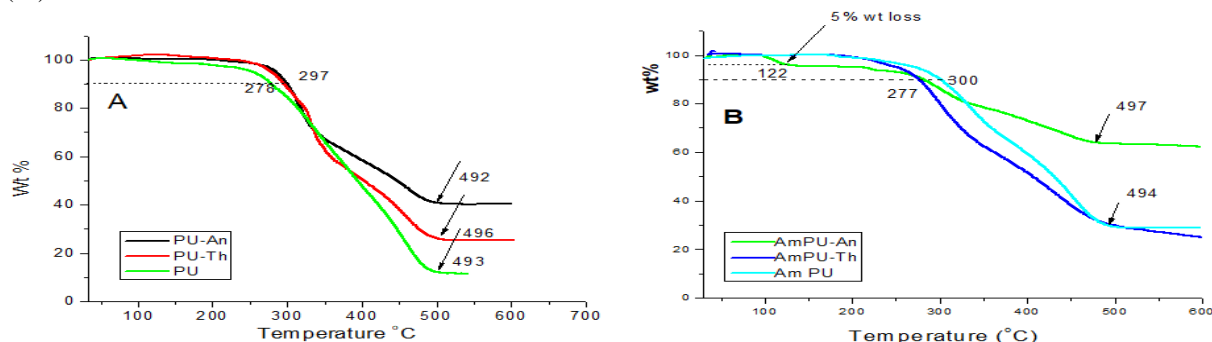 5% wt loss
100
80
60
40
20
0
Wt %
A
297
278
492
496
493
PU-An
PU-Th
PU
100
200
300
400
500
600
700
Temperature °C
100
80
60
40
20
0
wt%
B
122
277
300
497
494
AmPU-An
AmPU-Th
Am PU
100
200
300
400
500
600
Temperature (°C)